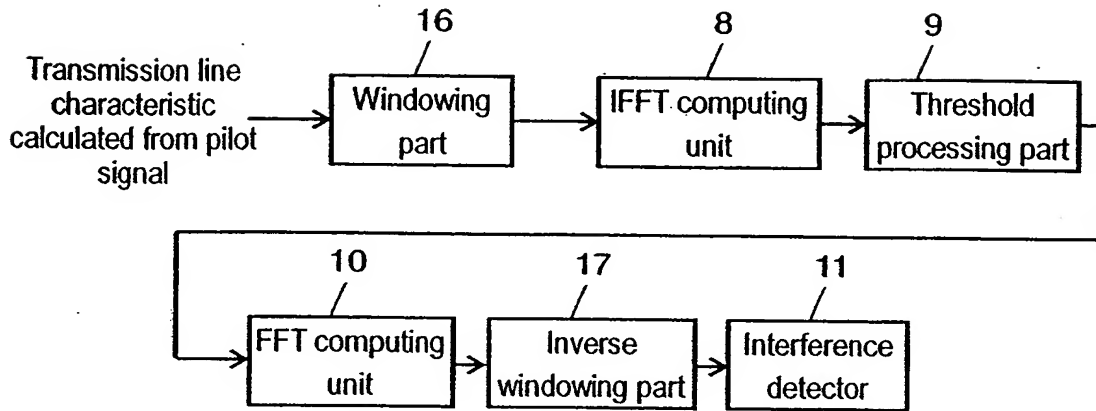 16
8
9
Transmission line
characteristic
calculated from pilot
signal
Windowing
part
IFFT computing
unit
Threshold
processing part
10
17
11
FFT computing
unit
Inverse
windowing part
Interference
detector